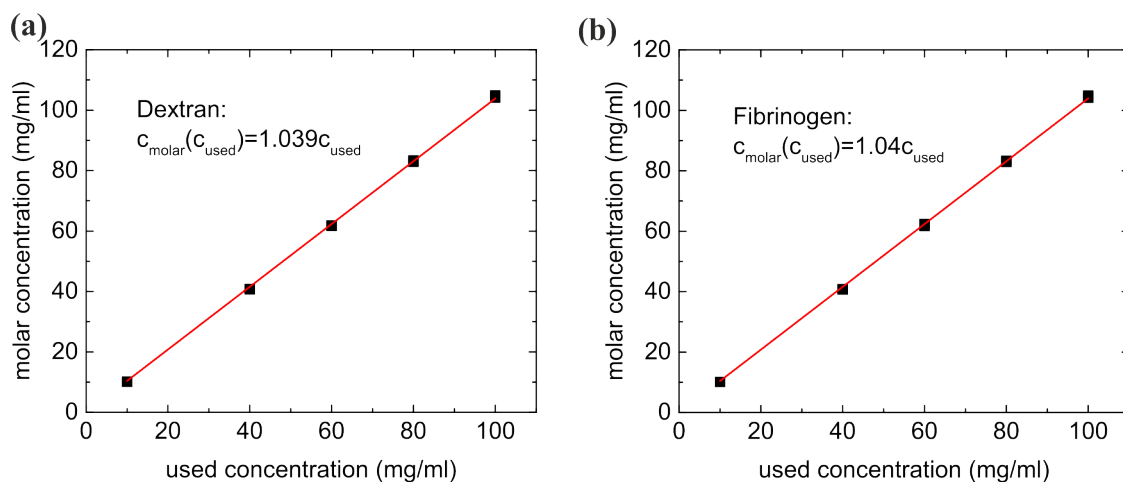 (a)
120
100
80
60
40
20
0
molar concentration (mg/ml)
Dextran:
c_molar(c_used)=1.039c_used
0 20 40 60 80 100
used concentration (mg/ml)
(b)
120
100
80
60
40
20
0
molar concentration (mg/ml)
Fibrinogen:
c_molar(c_used)=1.04c_used
0 20 40 60 80 100
used concentration (mg/ml)